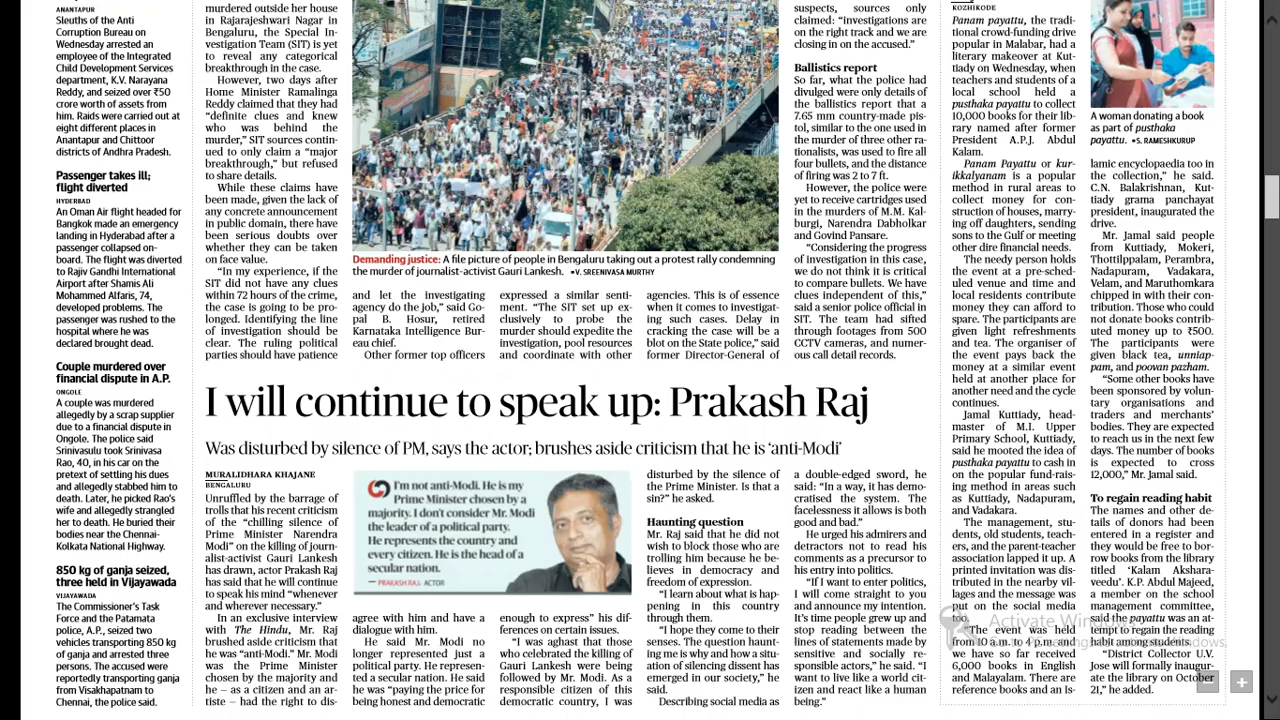 ANANTAPUR
Sleuths of the Anti
Corruption Bureau on
Wednesday arrested an
employee of the Integrated
Child Development Services
department, K.V. Narayana
Reddy, and seized over ₹50
crore worth of assets from
him. Raids were carried out at
eight different places in
Anantapur and Chittoor
districts of Andhra Pradesh.
Passenger takes ill;
flight diverted
HYDERBAD
An Oman Air flight headed for
Bangkok made an emergency
landing in Hyderabad after a
passenger collapsed on-
board. The flight was diverted
to Rajiv Gandhi International
Airport after Shamis Ali
Mohammed Alfaris, 74,
developed problems. The
passenger was rushed to the
hospital where he was
declared brought dead.
Couple murdered over
financial dispute in A.P.
ONGOLE
A couple was murdered
allegedly by a scrap supplier
due to a financial dispute in
Ongole. The police said
Srinivasulu took Srinivasa
Rao, 40, in his car on the
pretext of settling his dues
and allegedly stabbed him to
death. Later, he picked Rao's
wife and allegedly strangled
her to death. He buried their
bodies near the Chennai-
Kolkata National Highway.
850 kg of ganja seized,
three held in Vijayawada
VIJAYAWADA
The Commissioner's Task
Force and the Patamata
police, A.P., seized two
vehicles transporting 850 kg
of ganja and arrested three
persons. The accused were
reportedly transporting ganja
from Visakhapatnam to
Chennai, the police said.
murdered outside her house
in Rajarajeshwari Nagar in
Bengaluru, the Special In-
vestigation Team (SIT) is yet
to reveal any categorical
breakthrough in the case.
However, two days after
Home Minister Ramalinga
Reddy claimed that they had
“definite clues and knew
who was behind the
murder,” SIT sources contin-
ued to only claim a “major
breakthrough,” but refused
to share details.
While these claims have
been made, given the lack of
any concrete announcement
in public domain, there have
been serious doubts over
whether they can be taken
on face value.
“In my experience, if the
SIT did not have any clues
within 72 hours of the crime,
the case is going to be pro-
longed. Identifying the line
of investigation should be
clear. The ruling political
parties should have patience
Demanding justice: A file picture of people in Bengaluru taking out a protest rally condemning
the murder of journalist-activist Gauri Lankesh. ▪V. SREENIVASA MURTHY
and let the investigating
agency do the job,” said Go-
pal B. Hosur, retired
Karnataka Intelligence Bur-
eau chief.
Other former top officers
expressed a similar senti-
ment. “The SIT set up ex-
clusively to probe the
murder should expedite the
investigation, pool resources
and coordinate with other
agencies. This is of essence
when it comes to investigat-
ing such cases. Delay in
cracking the case will be a
blot on the State police,” said
former Director-General of
suspects, sources only
claimed: “investigations are
on the right track and we are
closing in on the accused.”
Ballistics report
So far, what the police had
divulged were only details of
the ballistics report that a
7.65 mm country-made pis-
tol, similar to the one used in
the murder of three other ra-
tionalists, was used to fire all
four bullets, and the distance
of firing was 2 to 7 ft.
However, the police were
yet to receive cartridges used
in the murders of M.M. Kal-
burgi, Narendra Dabholkar
and Govind Pansare.
“Considering the progress
of investigation in this case,
we do not think it is critical
to compare bullets. We have
clues independent of this,”
said a senior police official in
SIT. The team had sifted
through footages from 500
CCTV cameras, and numer-
ous call detail records.
I will continue to speak up: Prakash Raj
Was disturbed by silence of PM, says the actor; brushes aside criticism that he is ‘anti-Modi’
MURALIDHARA KHAJANE
BENGALURU
Unruffled by the barrage of
trolls that his recent criticism
of the “chilling silence of
Prime Minister Narendra
Modi” on the killing of journ-
alist-activist Gauri Lankesh
has drawn, actor Prakash Raj
has said that he will continue
to speak his mind “whenever
and wherever necessary.”
In an exclusive interview
with The Hindu, Mr. Raj
brushed aside criticism that
he was “anti-Modi.” Mr. Modi
was the Prime Minister
chosen by the majority and
he — as a citizen and an ar-
tiste — had the right to dis-
I'm not anti-Modi. He is my
Prime Minister chosen by a
majority. I don't consider Mr. Modi
the leader of a political party.
He represents the country and
every citizen. He is the head of a
secular nation.
— PRAKASH RAJ, ACTOR
agree with him and have a
dialogue with him.
He said Mr. Modi no
longer represented just a
political party. He represen-
ted a secular nation. He said
he was “paying the price for
being honest and democratic
enough to express” his dif-
ferences on certain issues.
“I was aghast that those
who celebrated the killing of
Gauri Lankesh were being
followed by Mr. Modi. As a
responsible citizen of this
democratic country, I was
disturbed by the silence of
the Prime Minister. Is that a
sin?” he asked.
Haunting question
Mr. Raj said that he did not
wish to block those who are
trolling him because he be-
lieves in democracy and
freedom of expression.
“I learn about what is hap-
pening in this country
through them.
“I hope they come to their
senses. The question haunt-
ing me is why and how a situ-
ation of silencing dissent has
emerged in our society,” he
said.
Describing social media as
a double-edged sword, he
said: “In a way, it has demo-
cratised the system. The
facelessness it allows is both
good and bad.”
He urged his admirers and
detractors not to read his
comments as a precursor to
his entry into politics.
“If I want to enter politics,
I will come straight to you
and announce my intention.
It's time people grew up and
stop reading between the
lines of statements made by
sensitive and socially re-
sponsible actors,” he said. “I
want to live like a world cit-
izen and react like a human
being.”
KOZHIKODE
Panam payattu, the tradi-
tional crowd-funding drive
popular in Malabar, had a
literary makeover at Kut-
tiady on Wednesday, when
teachers and students of a
local school held a
pusthaka payattu to collect
10,000 books for their lib-
rary named after former
President A.P.J. Abdul
Kalam.
Panam Payattu or kur-
ikkalyanam is a popular
method in rural areas to
collect money for con-
struction of houses, marry-
ing off daughters, sending
sons to the Gulf or meeting
other dire financial needs.
The needy person holds
the event at a pre-sched-
uled venue and time and
local residents contribute
money they can afford to
spare. The participants are
given light refreshments
and tea. The organiser of
the event pays back the
money at a similar event
held at another place for
another need and the cycle
continues.
Jamal Kuttiady, head-
master of M.I. Upper
Primary School, Kuttiady,
said he mooted the idea of
pusthaka payattu to cash in
on the popular fund-rais-
ing method in areas such
as Kuttiady, Nadapuram,
and Vadakara.
The management, stu-
dents, old students, teach-
ers, and the parent-teacher
association lapped it up. A
printed invitation was dis-
tributed in the nearby vil-
lages and the message was
put on the social media
too.
“The event was held
from 10 a.m. to 4 p.m. and
we have so far received
6,000 books in English
and Malayalam. There are
reference books and an Is-
A woman donating a book
as part of pusthaka
payattu. ▪S. RAMESHKURUP
lamic encyclopaedia too in
the collection,” he said.
C.N. Balakrishnan, Kut-
tiady grama panchayat
president, inaugurated the
drive.
Mr. Jamal said people
from Kuttiady, Mokeri,
Thottilppalam, Perambra,
Nadapuram, Vadakara,
Velam, and Maruthomkara
chipped in with their con-
tribution. Those who could
not donate books contrib-
uted money up to ₹500.
The participants were
given black tea, unniap-
pam, and poovan pazham.
“Some other books have
been sponsored by volun-
tary organisations and
traders and merchants'
bodies. They are expected
to reach us in the next few
days. The number of books
is expected to cross
12,000,” Mr. Jamal said.
To regain reading habit
The names and other de-
tails of donors had been
entered in a register and
they would be free to bor-
row books from the library
titled ‘Kalam Akshara-
veedu’. K.P. Abdul Majeed,
a member on the school
management committee,
said the payattu was an at-
tempt to regain the reading
habit among students.
“District Collector U.V.
Jose will formally inaugur-
ate the library on October
21,” he added.
Activate Windows